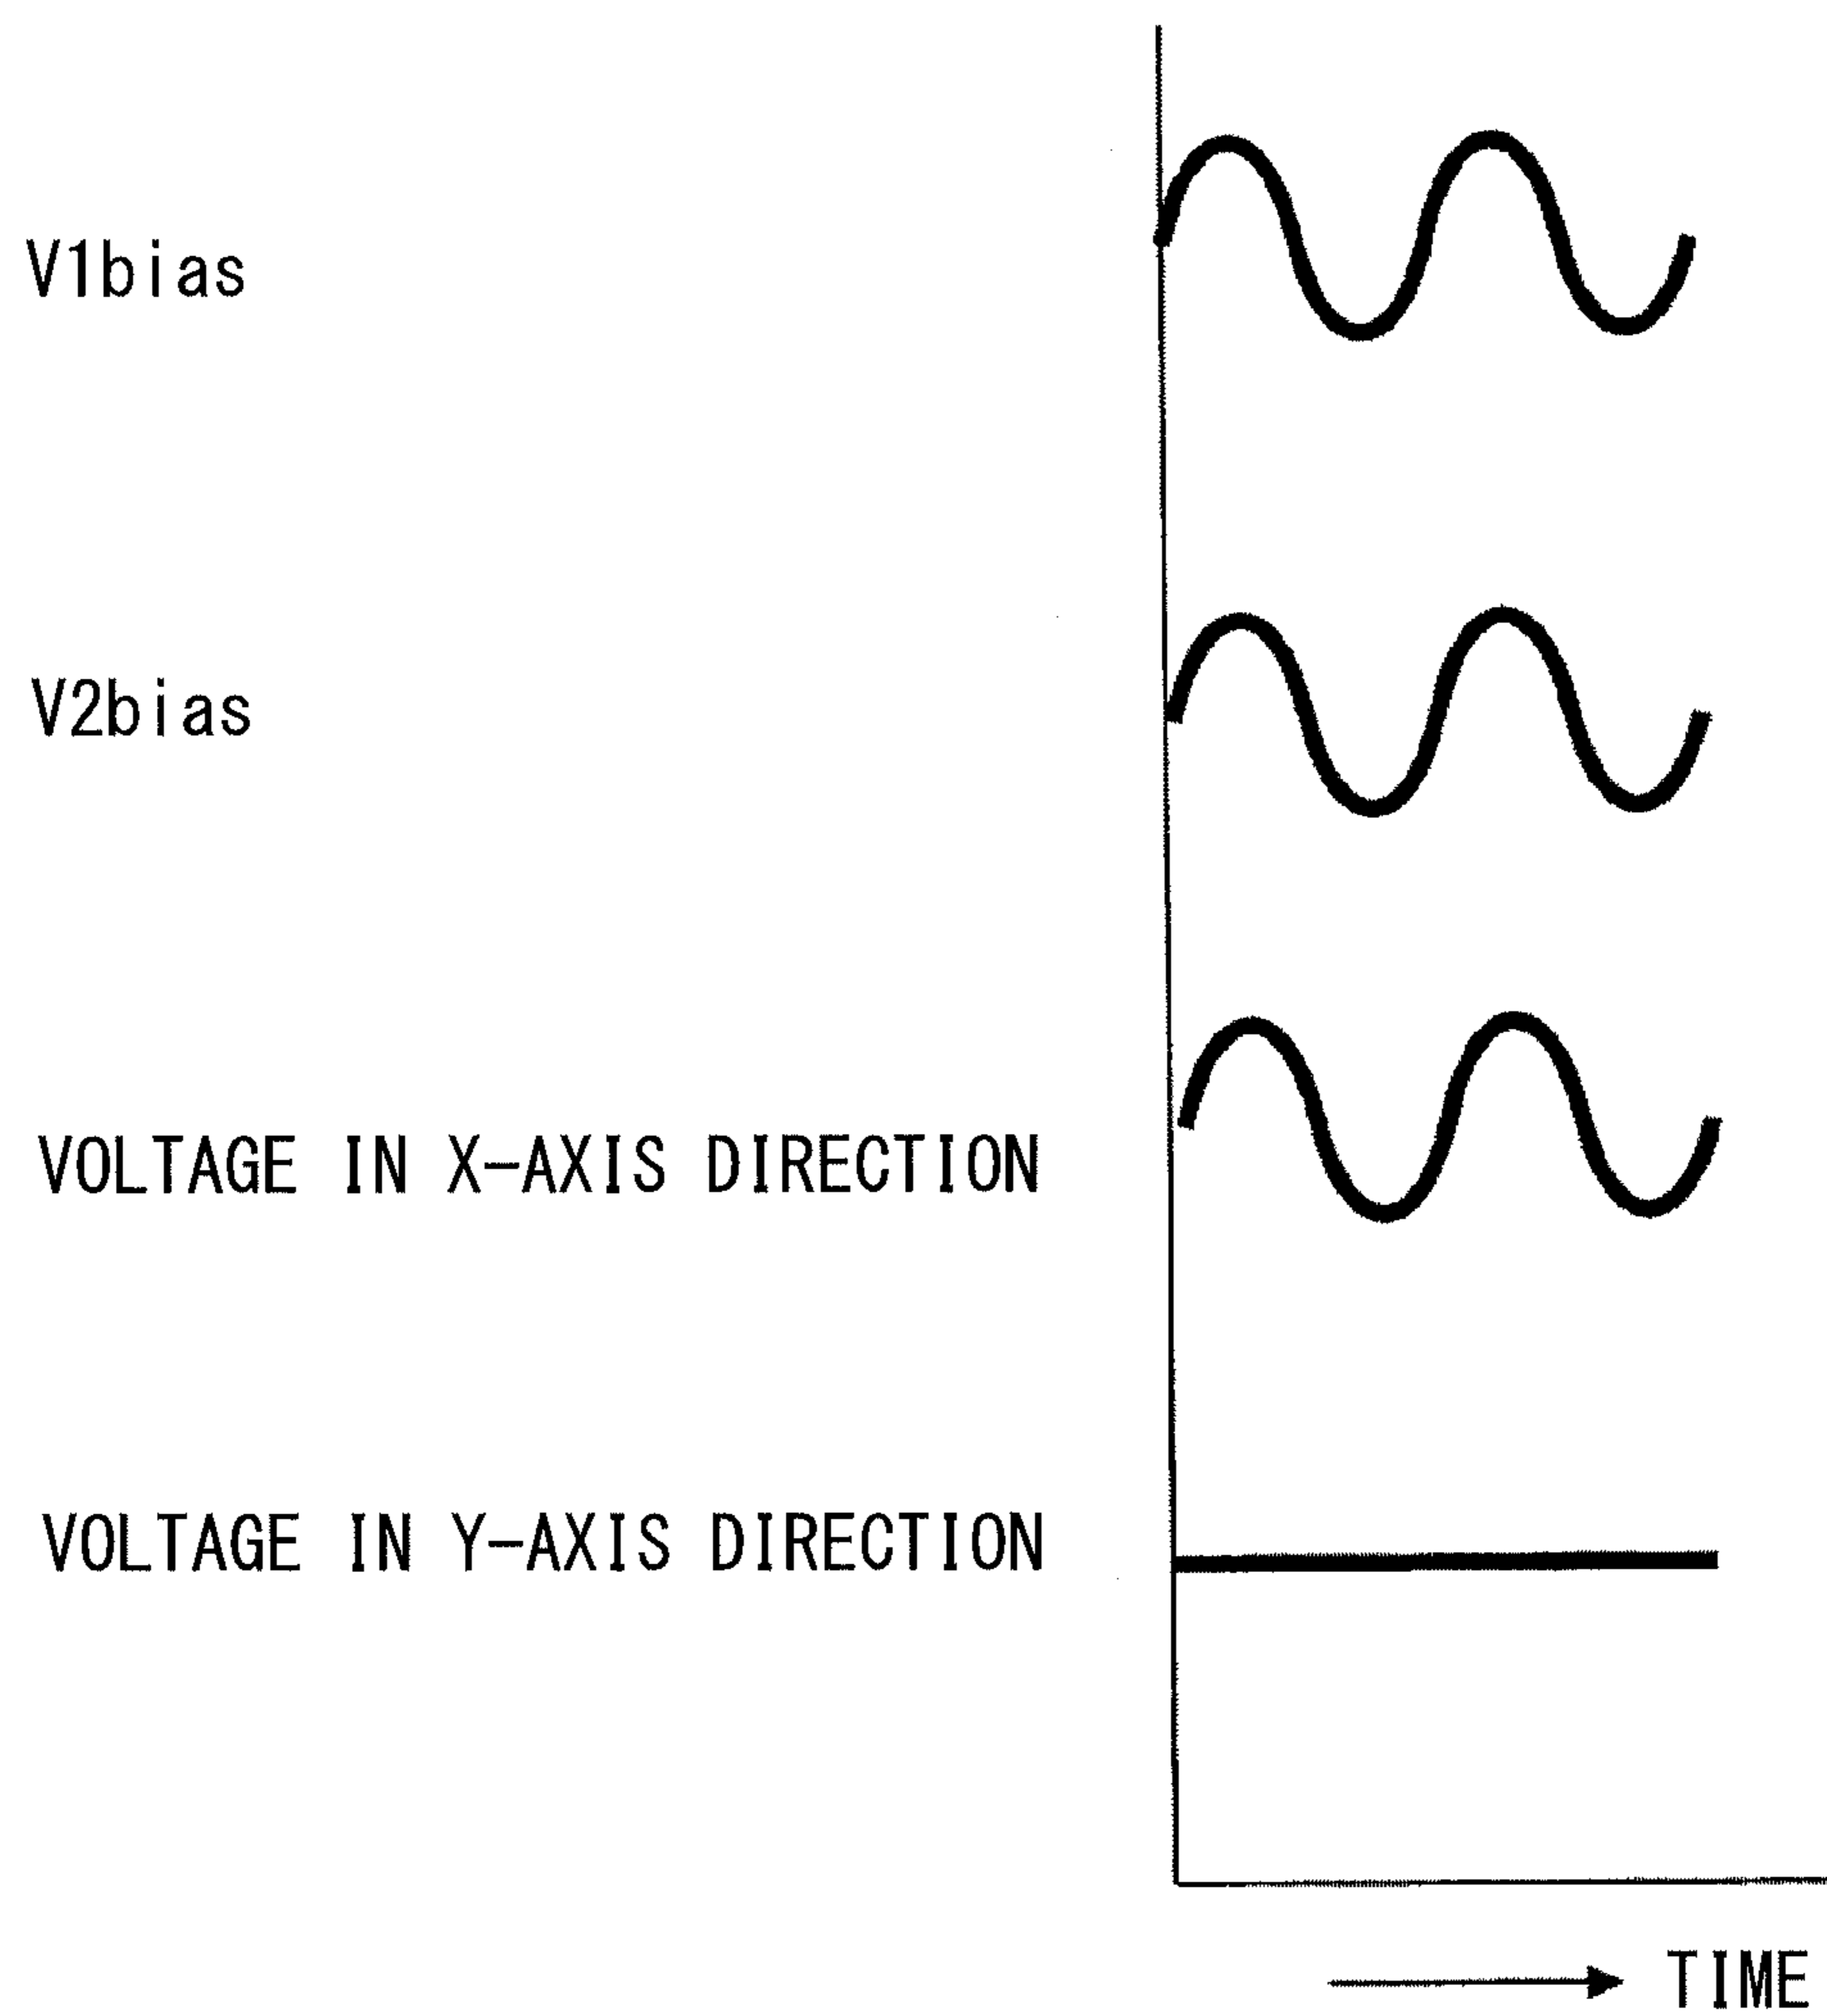 V1bias
V2bias
VOLTAGE IN X-AXIS DIRECTION
VOLTAGE IN Y-AXIS DIRECTION
TIME